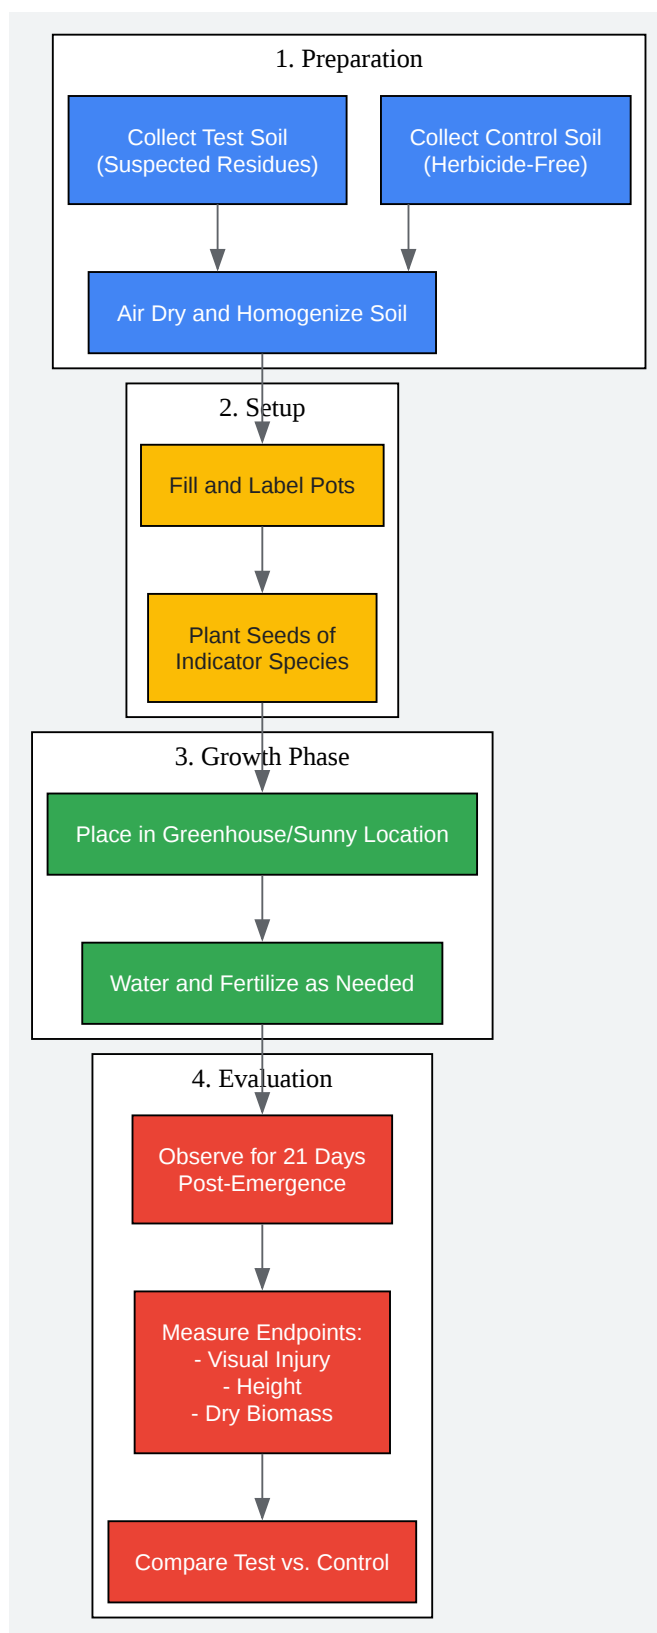 1. Preparation
Collect Test Soil
(Suspected Residues)
Collect Control Soil
(Herbicide-Free)
Air Dry and Homogenize Soil
2. Setup
Fill and Label Pots
Plant Seeds of
Indicator Species
3. Growth Phase
Place in Greenhouse/Sunny Location
Water and Fertilize as Needed
4. Evaluation
Observe for 21 Days
Post-Emergence
Measure Endpoints:
- Visual Injury
- Height
- Dry Biomass
Compare Test vs. Control